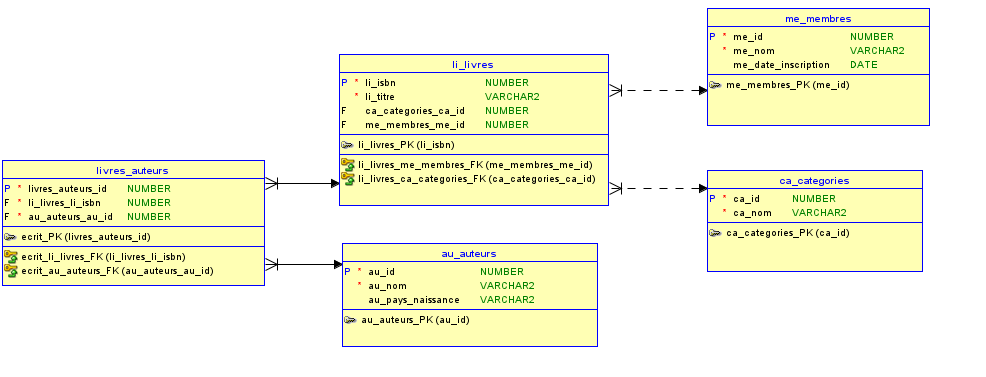 me_membres
P * me_id NUMBER
* me_nom VARCHAR2
me_date_inscription DATE
me_membres_PK (me_id)
li_livres
P * li_isbn NUMBER
* li_titre VARCHAR2
F ca_categories_ca_id NUMBER
F me_membres_me_id NUMBER
li_livres_PK (li_isbn)
li_livres_me_membres_FK (me_membres_me_id)
li_livres_ca_categories_FK (ca_categories_ca_id)
livres_auteurs
P * livres_auteurs_id NUMBER
F * li_livres_li_isbn NUMBER
F * au_auteurs_au_id NUMBER
ecrit_PK (livres_auteurs_id)
ecrit_li_livres_FK (li_livres_li_isbn)
ecrit_au_auteurs_FK (au_auteurs_au_id)
ca_categories
P * ca_id NUMBER
* ca_nom VARCHAR2
ca_categories_PK (ca_id)
au_auteurs
P * au_id NUMBER
* au_nom VARCHAR2
au_pays_naissance VARCHAR2
au_auteurs_PK (au_id)